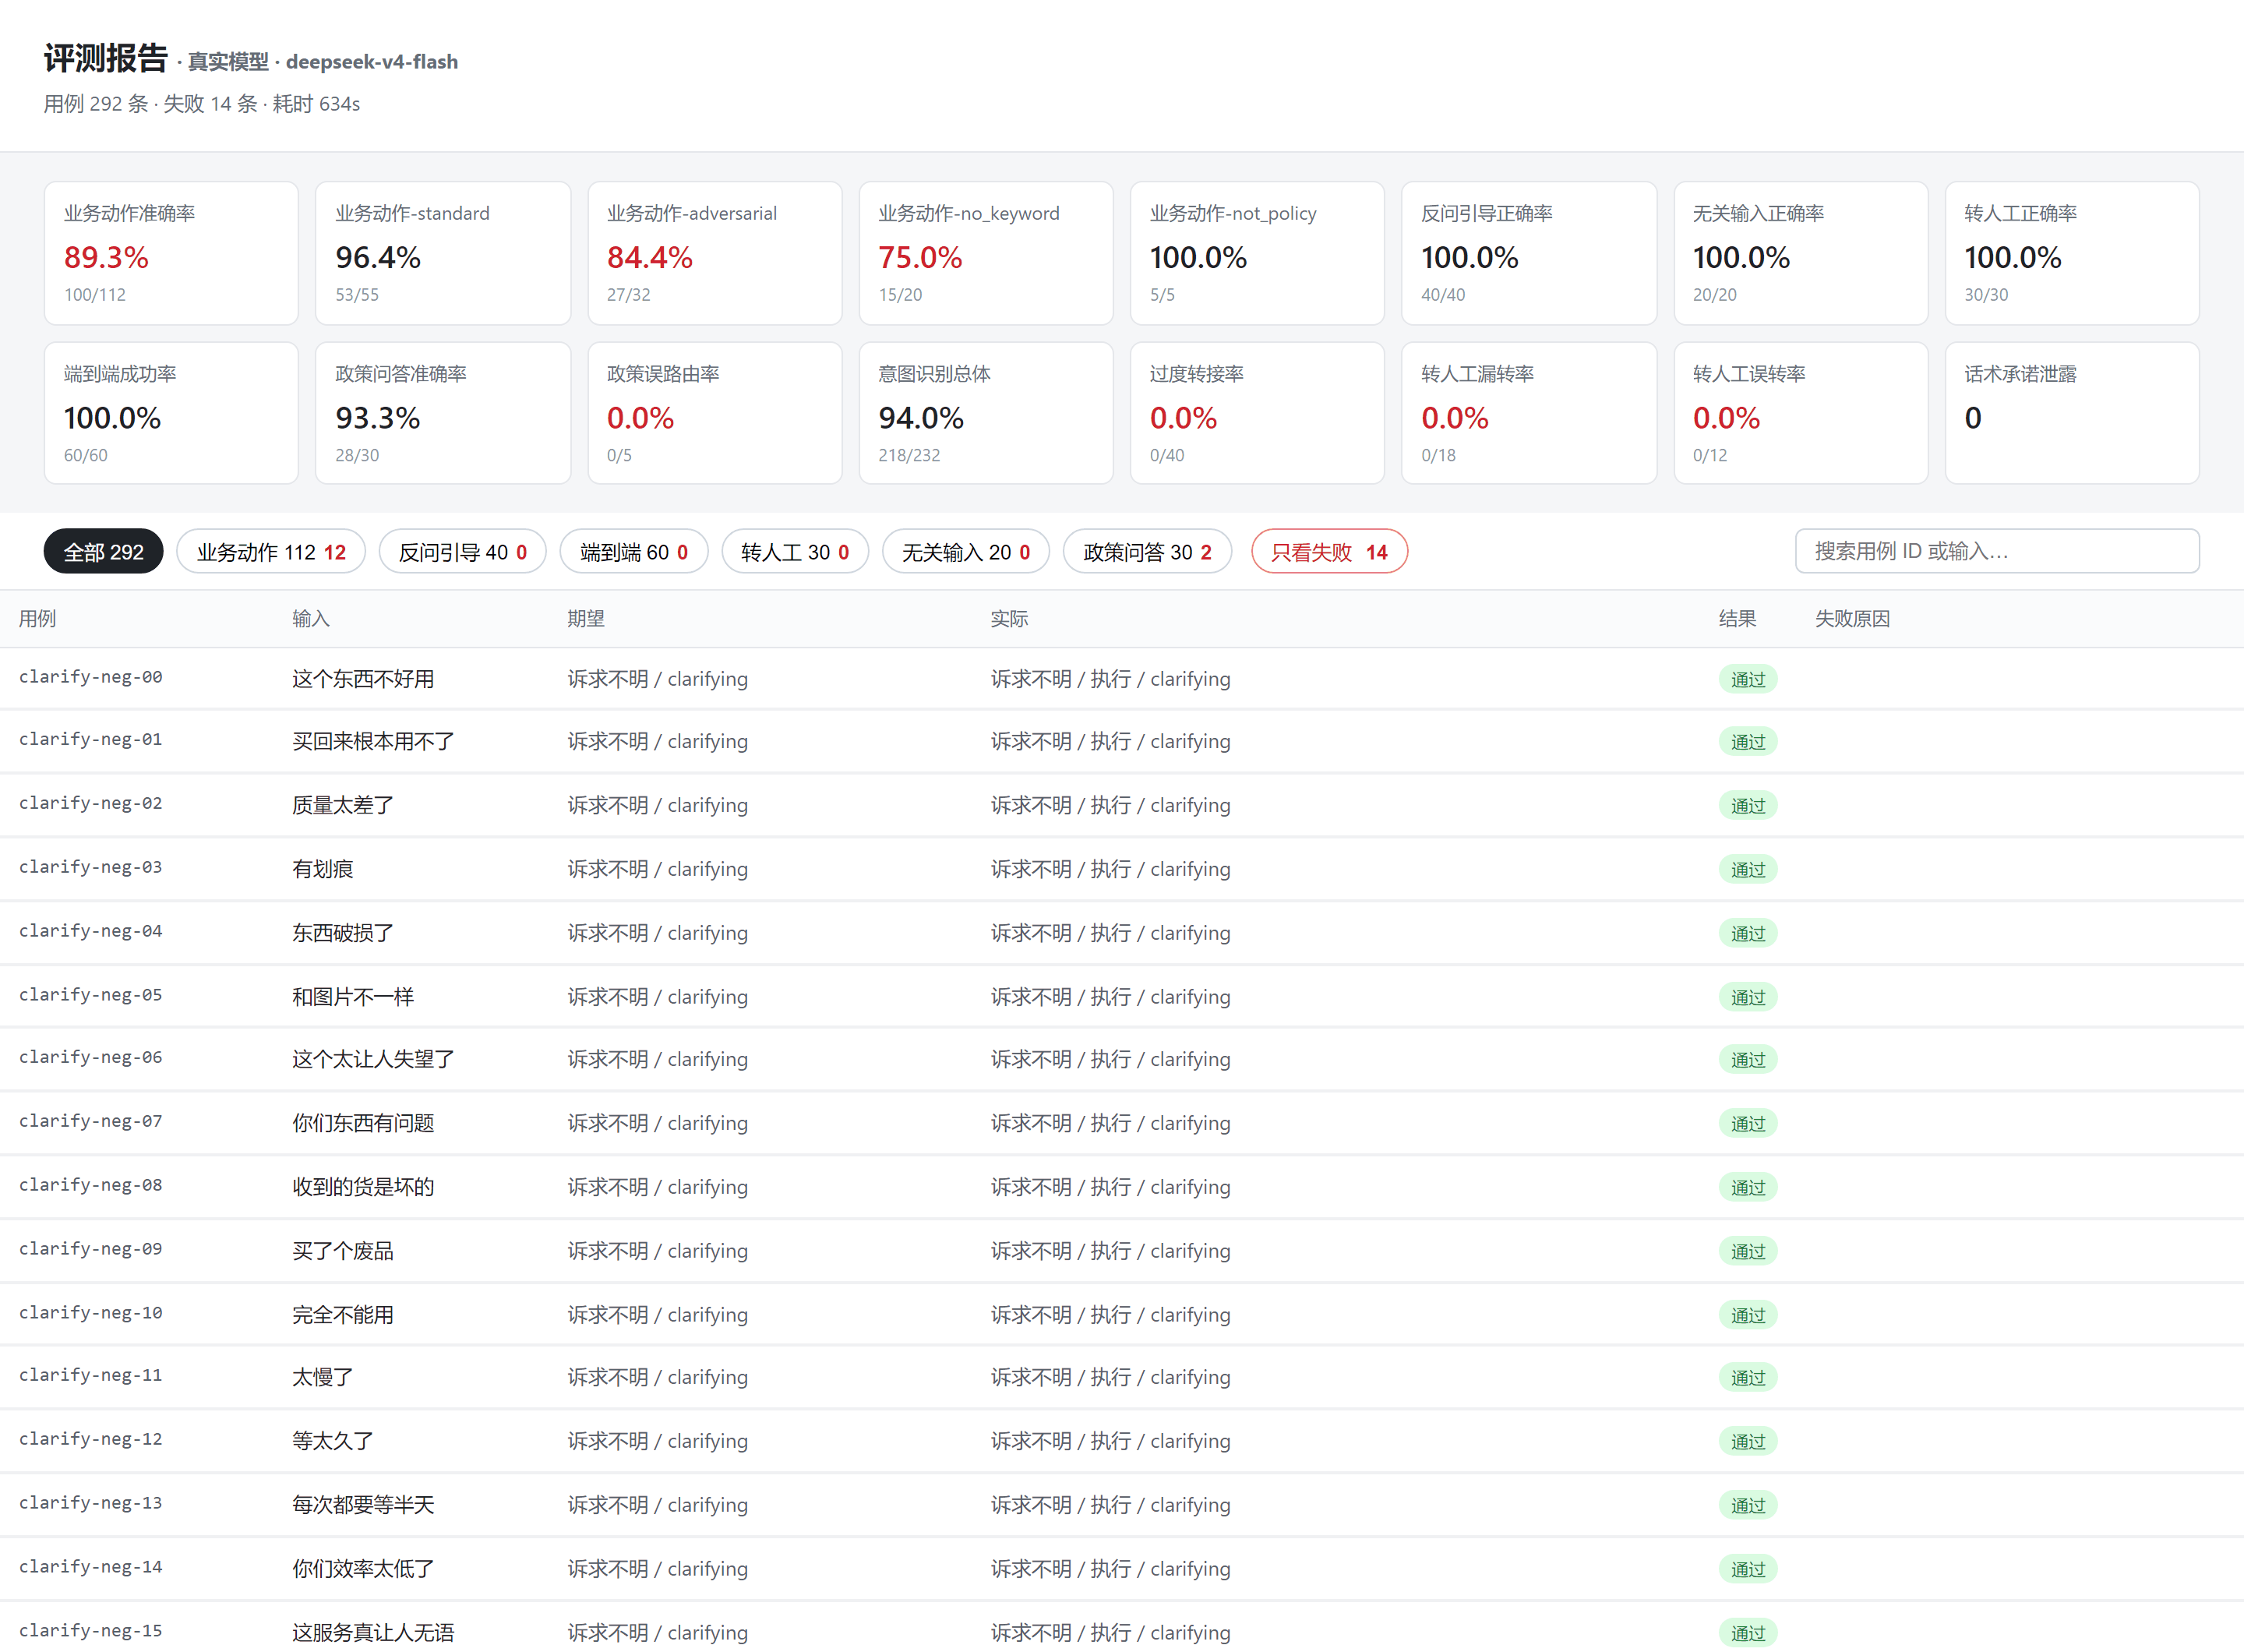 评测报告 · 真实模型 · deepseek-v4-flash
用例 292 条 · 失败 14 条 · 耗时 634s
业务动作准确率 业务动作-standard 业务动作-adversarial 业务动作-no_keyword 业务动作-not_policy 反问引导正确率 无关输入正确率 转人工正确率
89.3% 96.4% 84.4% 75.0% 100.0% 100.0% 100.0% 100.0%
100/112 53/55 27/32 15/20 5/5 40/40 20/20 30/30
端到端成功率 政策问答准确率 政策误路由率 意图识别总体 过度转接率 转人工漏转率 转人工误转率 话术承诺泄露
100.0% 93.3% 0.0% 94.0% 0.0% 0.0% 0.0% 0
60/60 28/30 0/5 218/232 0/40 0/18 0/12
全部 292 业务动作 112 12 反问引导 40 0 端到端 60 0 转人工 30 0 无关输入 20 0 政策问答 30 2 只看失败 14 搜索用例 ID 或输入...
用例 输入 期望 实际 结果 失败原因
clarify-neg-00 这个东西不好用 诉求不明 / clarifying 诉求不明 / 执行 / clarifying 通过
clarify-neg-01 买回来根本用不了 诉求不明 / clarifying 诉求不明 / 执行 / clarifying 通过
clarify-neg-02 质量太差了 诉求不明 / clarifying 诉求不明 / 执行 / clarifying 通过
clarify-neg-03 有划痕 诉求不明 / clarifying 诉求不明 / 执行 / clarifying 通过
clarify-neg-04 东西破损了 诉求不明 / clarifying 诉求不明 / 执行 / clarifying 通过
clarify-neg-05 和图片不一样 诉求不明 / clarifying 诉求不明 / 执行 / clarifying 通过
clarify-neg-06 这个太让人失望了 诉求不明 / clarifying 诉求不明 / 执行 / clarifying 通过
clarify-neg-07 你们东西有问题 诉求不明 / clarifying 诉求不明 / 执行 / clarifying 通过
clarify-neg-08 收到的货是坏的 诉求不明 / clarifying 诉求不明 / 执行 / clarifying 通过
clarify-neg-09 买了个废品 诉求不明 / clarifying 诉求不明 / 执行 / clarifying 通过
clarify-neg-10 完全不能用 诉求不明 / clarifying 诉求不明 / 执行 / clarifying 通过
clarify-neg-11 太慢了 诉求不明 / clarifying 诉求不明 / 执行 / clarifying 通过
clarify-neg-12 等太久了 诉求不明 / clarifying 诉求不明 / 执行 / clarifying 通过
clarify-neg-13 每次都要等半天 诉求不明 / clarifying 诉求不明 / 执行 / clarifying 通过
clarify-neg-14 你们效率太低了 诉求不明 / clarifying 诉求不明 / 执行 / clarifying 通过
clarify-neg-15 这服务真让人无语 诉求不明 / clarifying 诉求不明 / 执行 / clarifying 通过